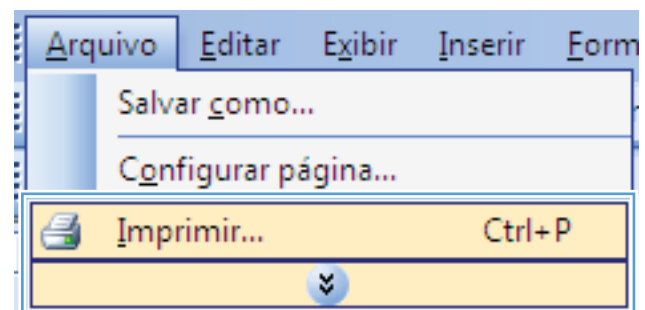 Arquivo Editar Exibir Inserir Form
Salvar como...
Configurar página...
Imprimir... Ctrl+P